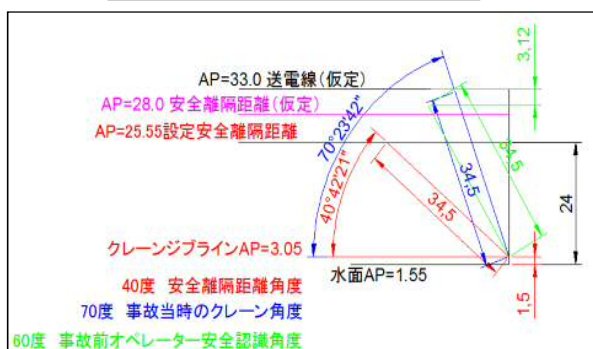 3,12
AP=33.0 送電線(仮定)
AP=28.0 安全離隔距離(仮定)
AP=25.55設定安全離隔距離
70°23'42"
40°42'21"
34,5
34,5
34,5
24
クレーンジブラインAP=3.05
水面AP=1.55
1,5
40度 安全離隔距離角度
70度 事故当時のクレーン角度
60度 事故前オペレーター安全認識角度